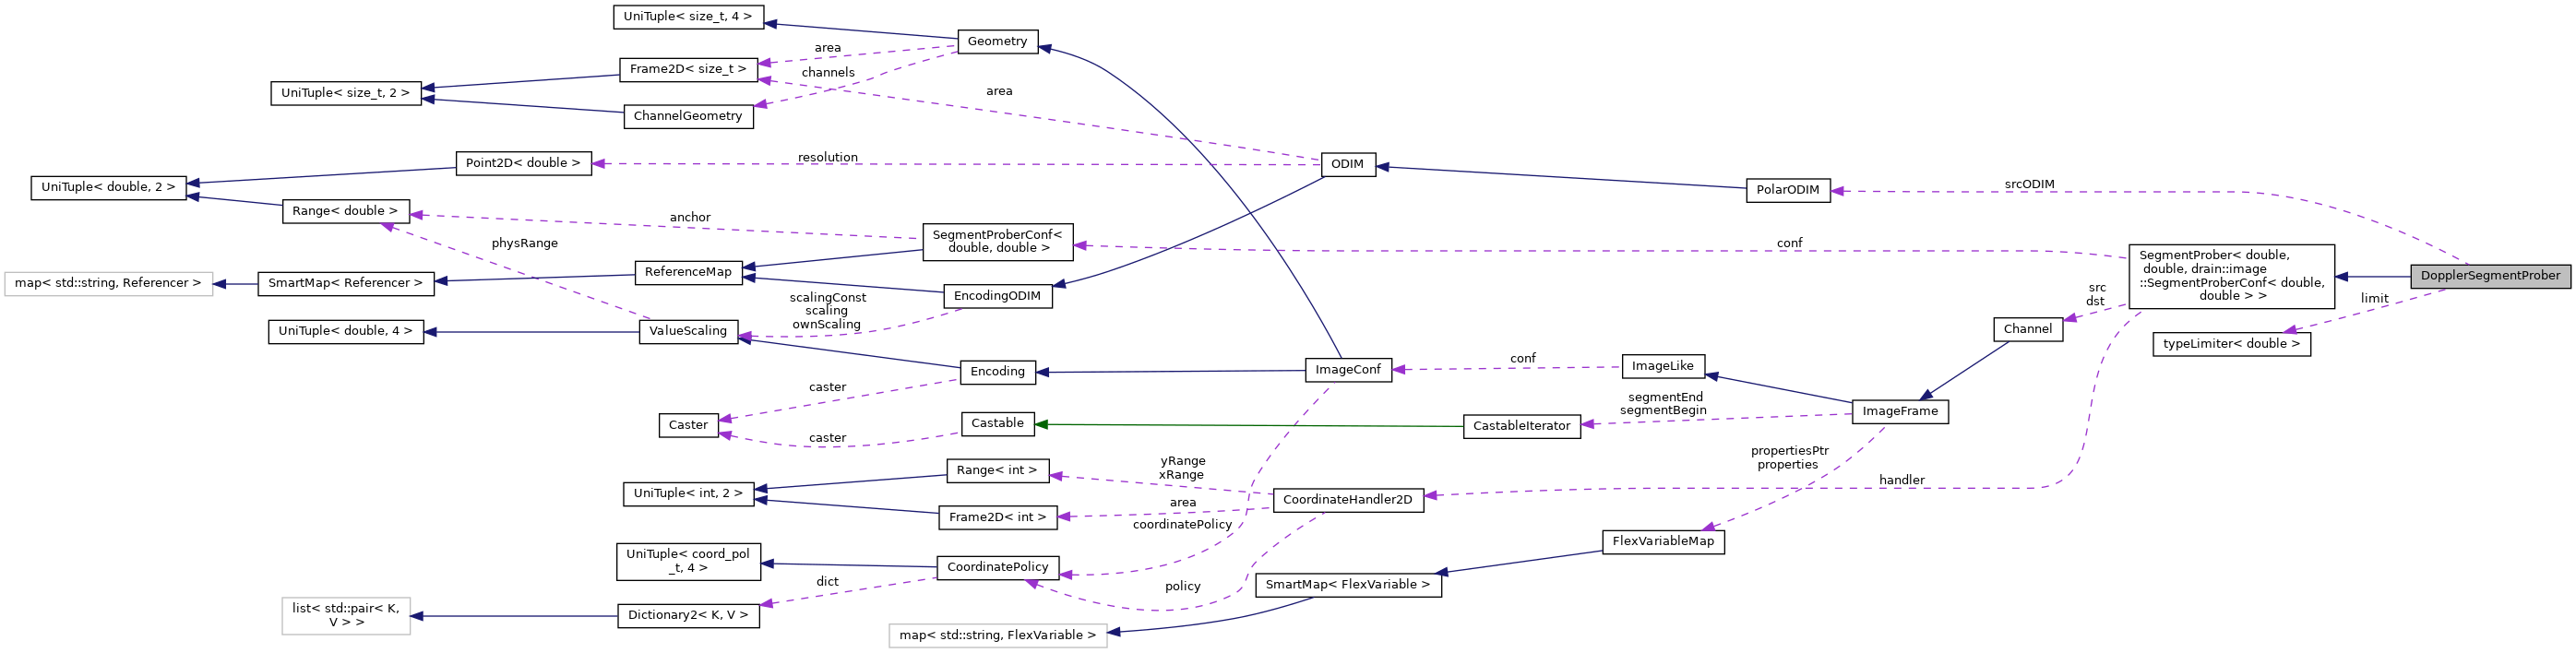 UniTuple< size_t, 4 >
Geometry
area
Frame2D< size_t >
channels
UniTuple< size_t, 2 >
area
ChannelGeometry
resolution
Point2D< double >
ODIM
UniTuple< double, 2 >
PolarODIM
srcODIM
Range< double >
anchor
physRange
SegmentProberConf<
double, double >
conf
SegmentProber< double,
double, drain::image
::SegmentProberConf< double,
double > >
DopplerSegmentProber
map< std::string, Referencer >
SmartMap< Referencer >
ReferenceMap
EncodingODIM
scalingConst
scaling
ownScaling
src
dst
limit
UniTuple< double, 4 >
ValueScaling
Channel
typeLimiter< double >
Encoding
ImageConf
conf
ImageLike
caster
Caster
Castable
caster
CastableIterator
segmentEnd
segmentBegin
ImageFrame
propertiesPtr
properties
Range< int >
yRange
xRange
UniTuple< int, 2 >
CoordinateHandler2D
handler
area
Frame2D< int >
coordinatePolicy
FlexVariableMap
UniTuple< coord_pol
_t, 4 >
CoordinatePolicy
dict
policy
SmartMap< FlexVariable >
list< std::pair< K,
V > >
Dictionary2< K, V >
map< std::string, FlexVariable >